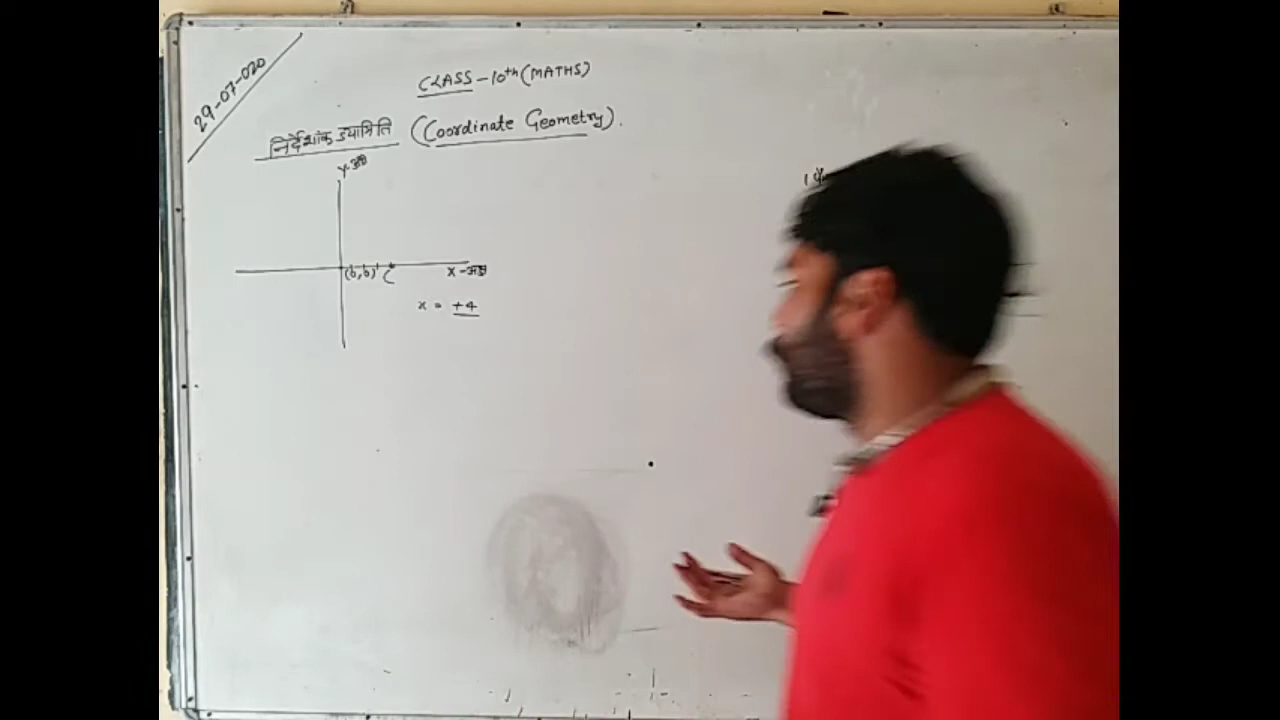 29-07-020
CLASS-10th (MATHS)
निर्देशांक ज्यामिति (Coordinate Geometry).
y-अक्ष
(0,0) (
x-अक्ष
x = +4